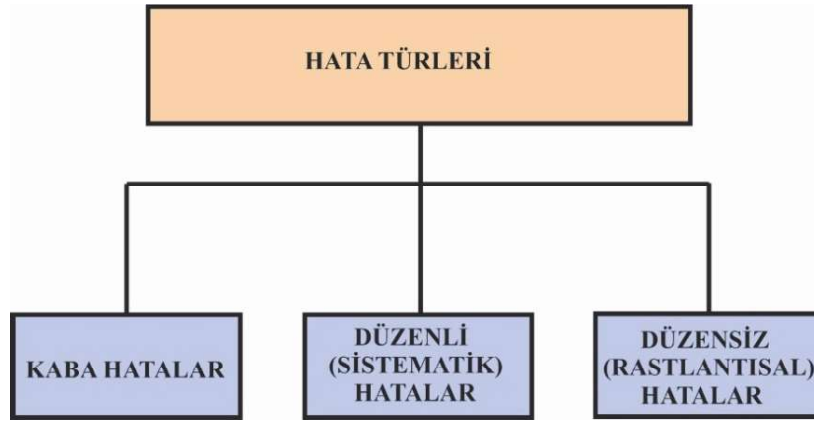 HATA TÜRLERİ
KABA HATALAR
DÜZENLİ
(SİSTEMATİK)
HATALAR
DÜZENSİZ
(RASTLANTISAL)
HATALAR